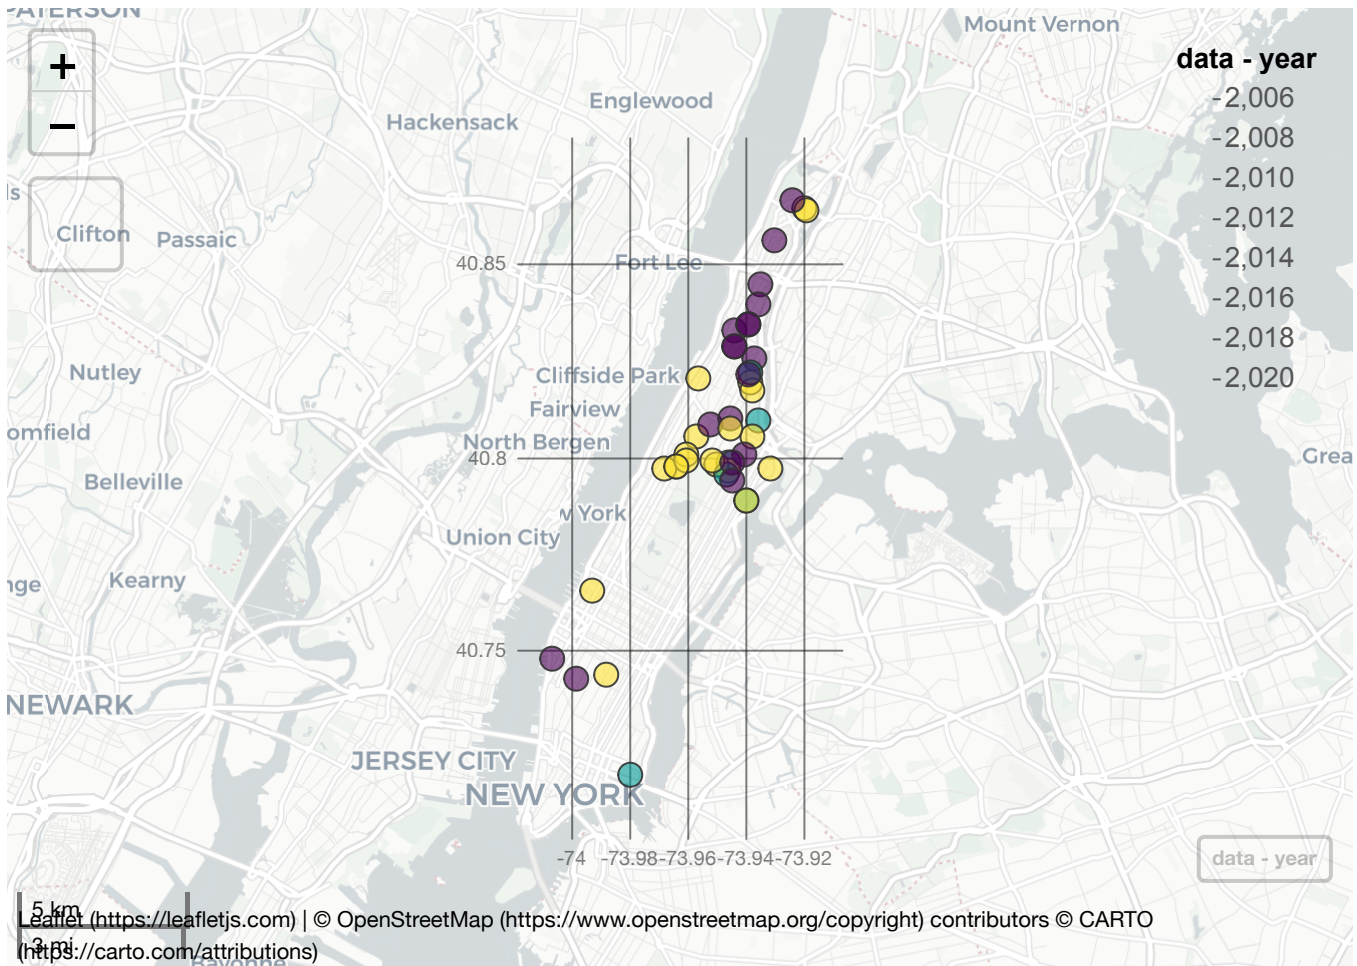 PATERSON
Mount Vernon
+
data - year
Englewood
-2,006
Hackensack
-2,008
−
-2,010
ls
-2,012
Clifton
Passaic
40.85
Fort Lee
-2,014
-2,016
-2,018
Nutley
Cliffside Park
-2,020
Fairview
omfield
North Bergen
40.8
Grea
Belleville
w York
Union City
nge
Kearny
40.75
NEWARK
JERSEY CITY
NEW YORK
-74
-73.98
-73.96
-73.94
-73.92
data - year
5 km
Leaflet (https://leafletjs.com) | © OpenStreetMap (https://www.openstreetmap.org/copyright) contributors © CARTO
3 mi
(https://carto.com/attributions)
Bayonne